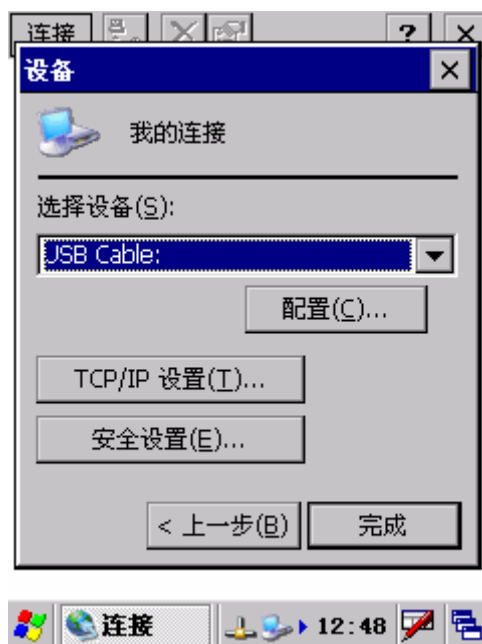 连接 ? ×
设备 ×
我的连接
选择设备(S):
USB Cable:
配置(C)...
TCP/IP 设置(T)...
安全设置(E)...
< 上一步(B) 完成
连接 12:48